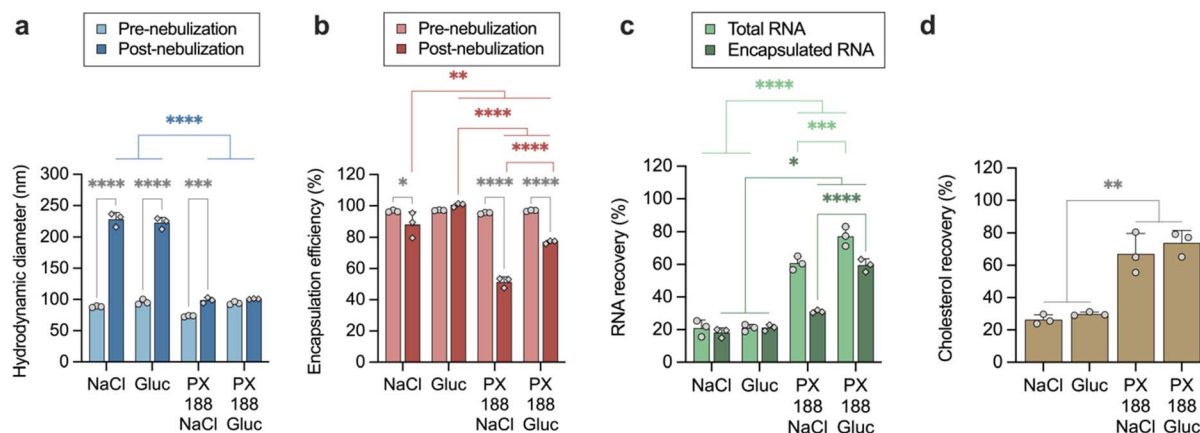 a
Pre-nebulization
Post-nebulization
****
Hydrodynamic diameter (nm)
300
250
200
150
100
50
0
**** **** ***
NaCl Gluc PX 188 NaCl PX 188 Gluc
b
Pre-nebulization
Post-nebulization
**
****
****
Encapsulation efficiency (%)
120
100
80
60
40
20
0
* **** ****
NaCl Gluc PX 188 NaCl PX 188 Gluc
c
Total RNA
Encapsulated RNA
****
***
*
****
RNA recovery (%)
120
100
80
60
40
20
0
NaCl Gluc PX 188 NaCl PX 188 Gluc
d
Cholesterol recovery (%)
120
100
80
60
40
20
0
**
NaCl Gluc PX 188 NaCl PX 188 Gluc